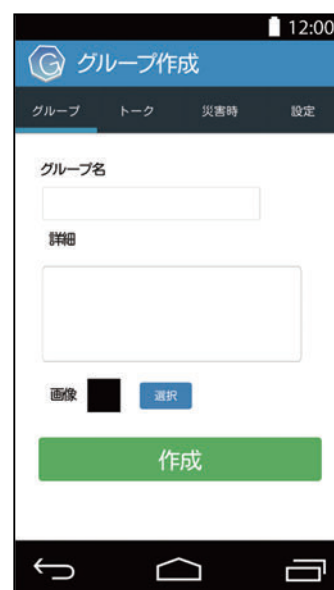 12:00
G グループ作成
グループ トーク 災害時 設定
グループ名
詳細
画像 選択
作成